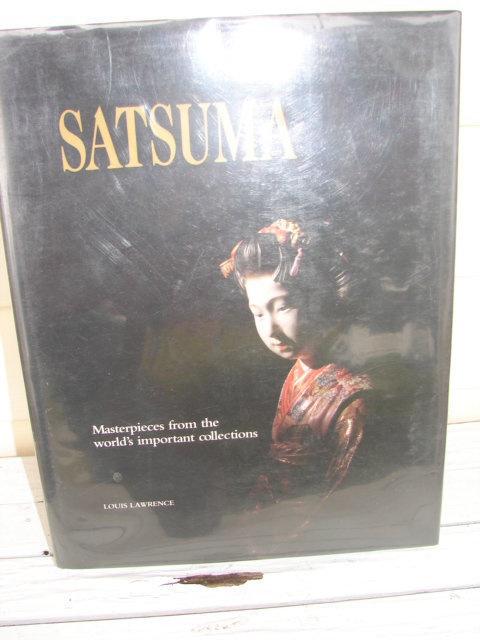 SATSUMA
Masterpieces from the
world's important collections
LOUIS LAWRENCE